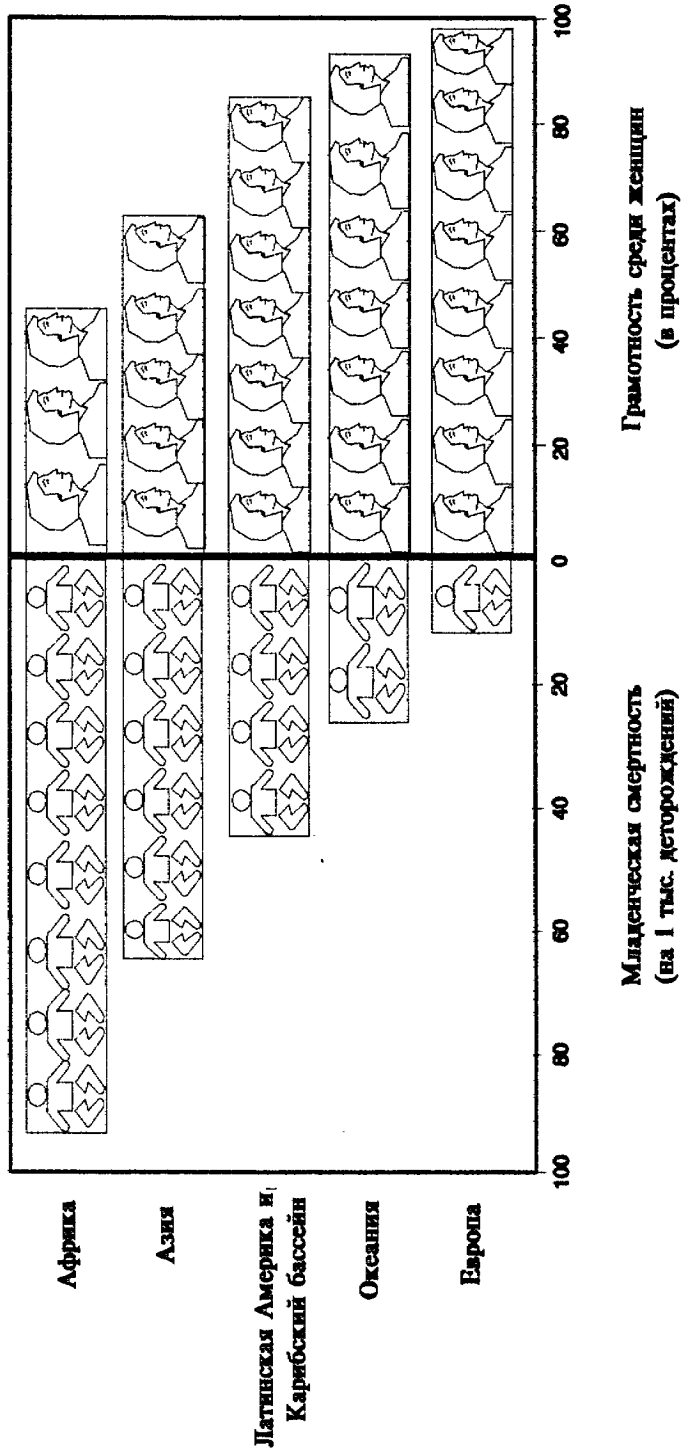 Африка
Азия
Латинская Америка и
Карибский бассейн
Океания
Европа
100
80
60
40
20
0
20
40
60
80
100
Младенческая смертность
(на 1 тыс. деторождений)
Грамотность среди женщин
(в процентах)